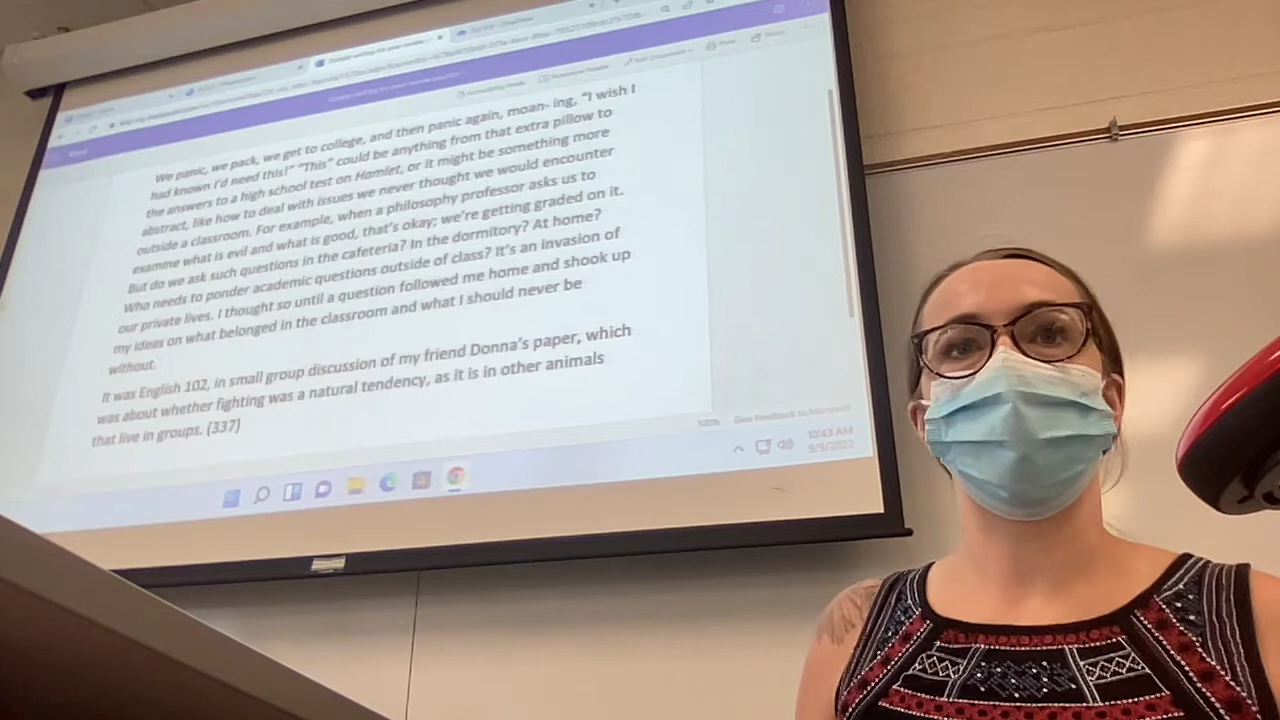 We panic, we pack, we get to college, and then panic again, moan- ing, “I wish I
had known I’d need this!” “This” could be anything from that extra pillow to
the answers to a high school test on Hamlet, or it might be something more
abstract, like how to deal with issues we never thought we would encounter
outside a classroom. For example, when a philosophy professor asks us to
examine what is evil and what is good, that’s okay; we’re getting graded on it.
But do we ask such questions in the cafeteria? In the dormitory? At home?
Who needs to ponder academic questions outside of class? It’s an invasion of
our private lives. I thought so until a question followed me home and shook up
my ideas on what belonged in the classroom and what I should never be
without.
It was English 102, in small group discussion of my friend Donna’s paper, which
was about whether fighting was a natural tendency, as it is in other animals
that live in groups. (337)
100%
Give Feedback to Microsoft
10:43 AM